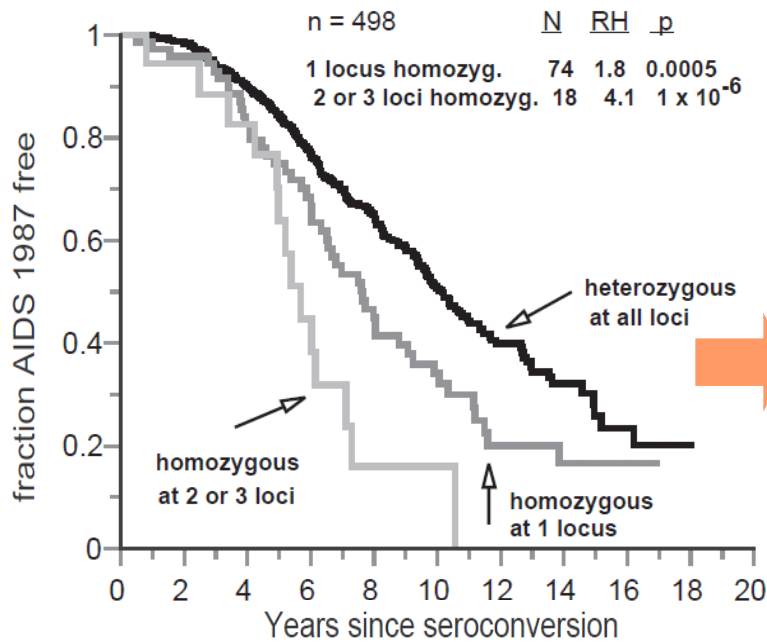 n = 498 N RH p
1 locus homozyg. 74 1.8 0.0005
2 or 3 loci homozyg. 18 4.1 1 x 10-6
fraction AIDS 1987 free
1
0.8
0.6
0.4
0.2
0
heterozygous
at all loci
homozygous
at 2 or 3 loci
homozygous
at 1 locus
0 2 4 6 8 10 12 14 16 18 20
Years since seroconversion